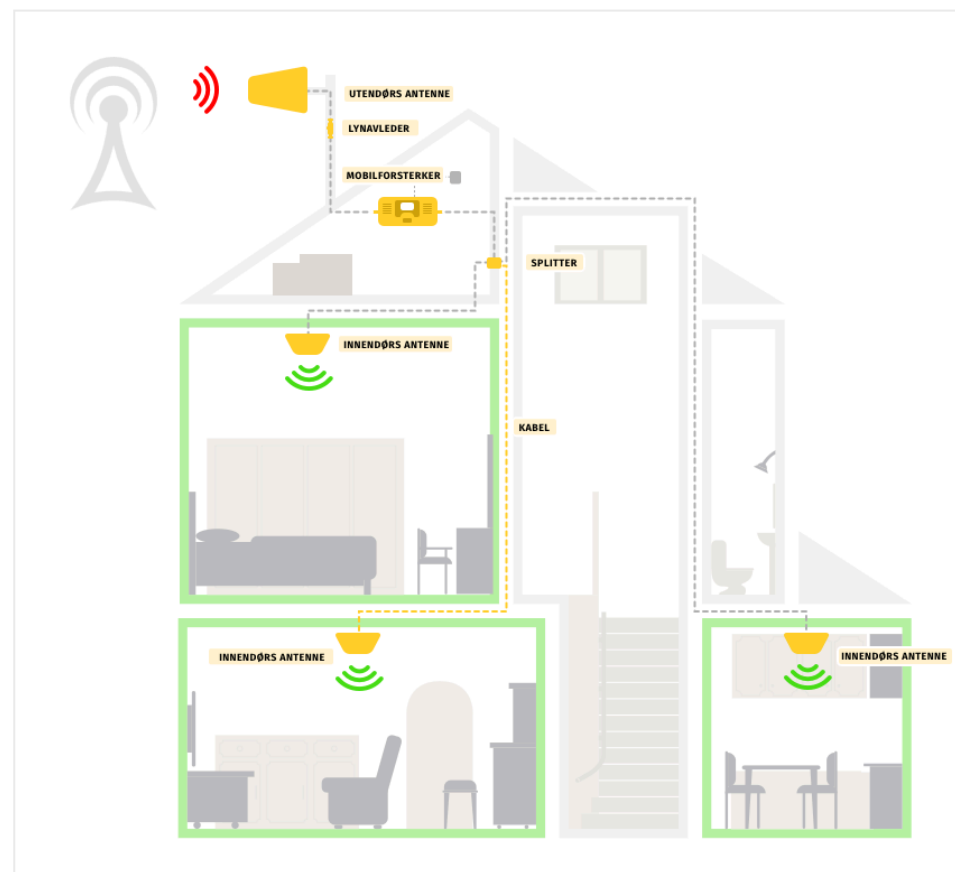 UTENDØRS ANTENNE
LYNAVLEDER
MOBILFORSTERKER
SPLITTER
INNENDØRS ANTENNE
KABEL
INNENDØRS ANTENNE
INNENDØRS ANTENNE